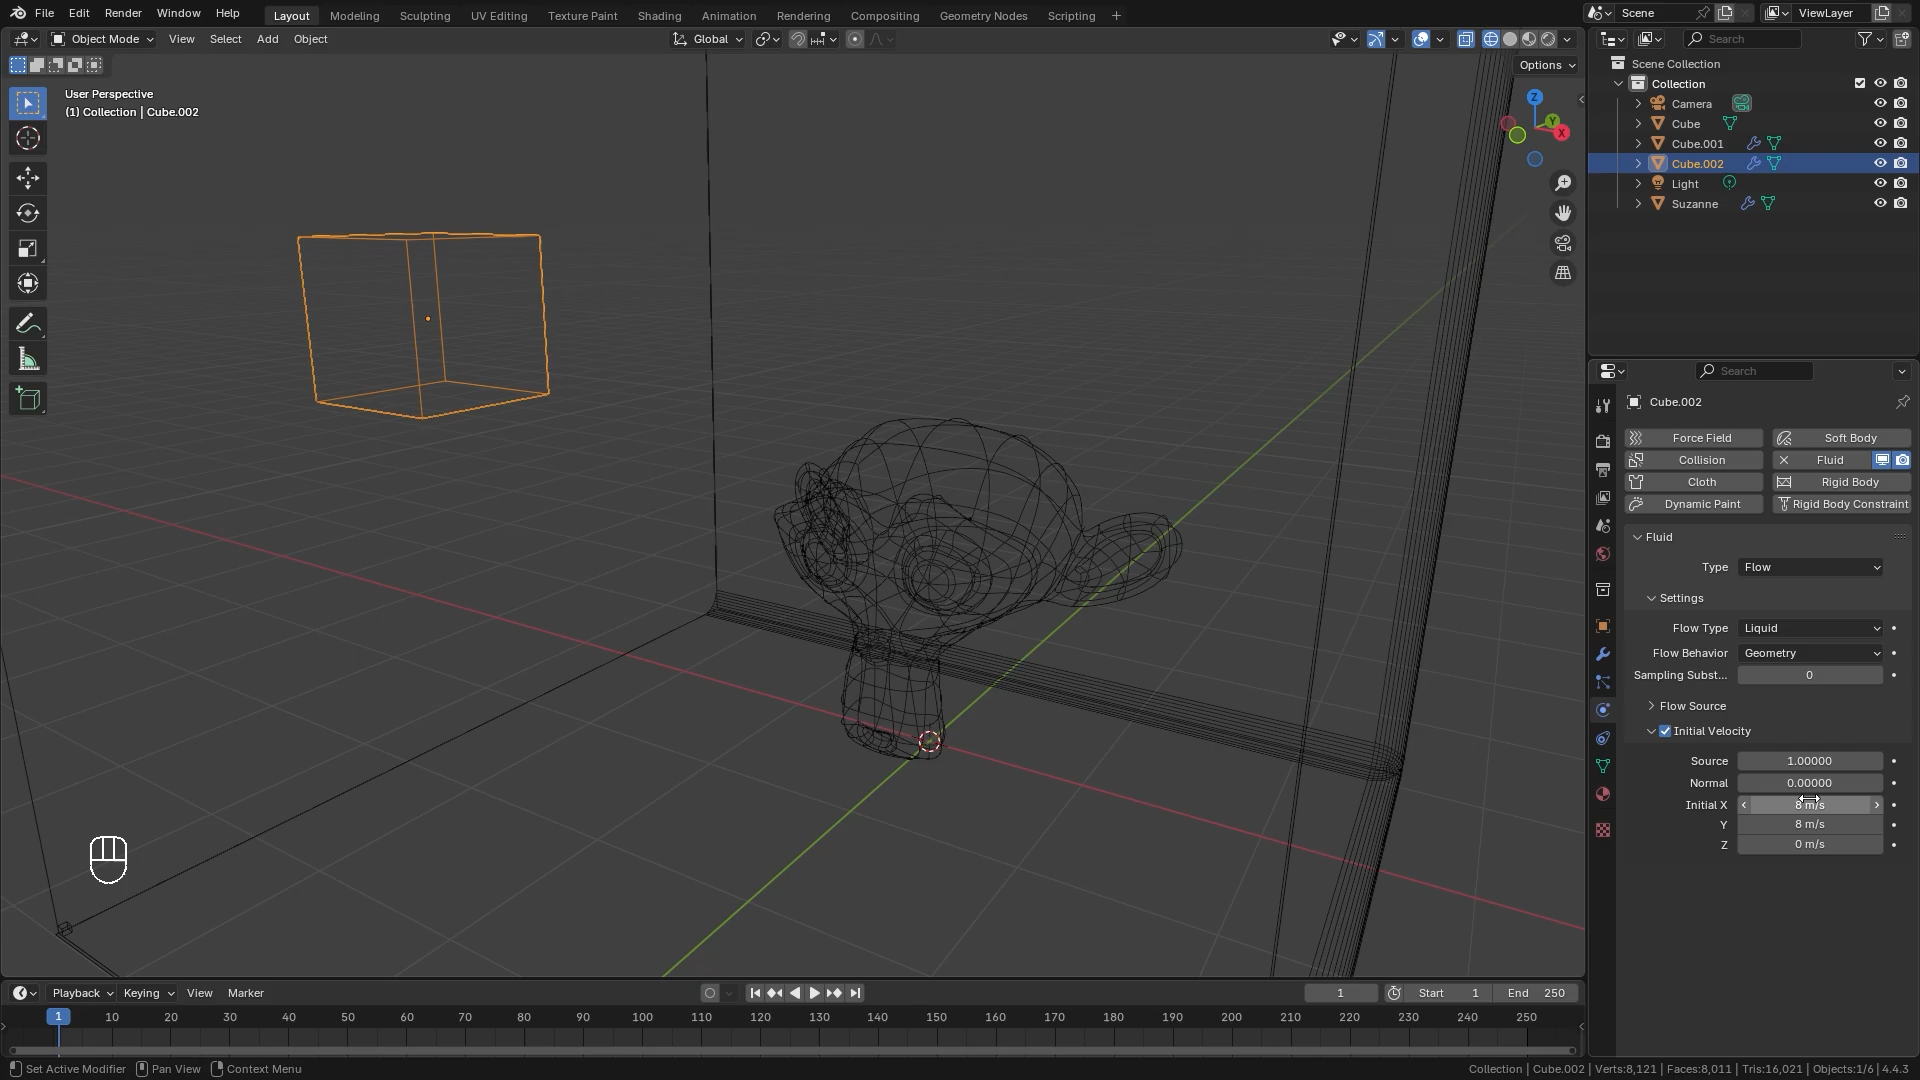 File Edit Render Window Help Layout Modeling Sculpting UV Editing Texture Paint Shading Animation Rendering Compositing Geometry Nodes Scripting + Scene ViewLayer
Object Mode View Select Add Object Global Search
Options
User Perspective
(1) Collection | Cube.002
Z
Y
X
Scene Collection
Collection
Camera
Cube
Cube.001
Cube.002
Light
Suzanne
Search
Cube.002
Force Field Soft Body
Collision Fluid
Cloth Rigid Body
Dynamic Paint Rigid Body Constraint
Fluid
Type Flow
Settings
Flow Type Liquid
Flow Behavior Geometry
Sampling Subst... 0
Flow Source
Initial Velocity
Source 1.00000
Normal 0.00000
Initial X 8 m/s
Y 8 m/s
Z 0 m/s
Playback Keying View Marker 1 Start 1 End 250
1 10 20 30 40 50 60 70 80 90 100 110 120 130 140 150 160 170 180 190 200 210 220 230 240 250
Set Active Modifier Pan View Context Menu Collection | Cube.002 | Verts:8,121 | Faces:8,011 | Tris:16,021 | Objects:1/6 | 4.4.3